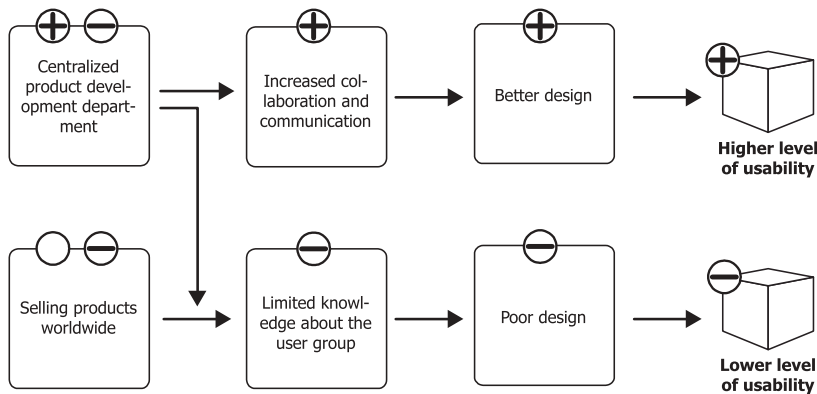 Centralized
product devel-
opment depart-
ment
Increased col-
laboration and
communication
Better design
Higher level
of usability
Selling products
worldwide
Limited knowl-
edge about the
user group
Poor design
Lower level
of usability